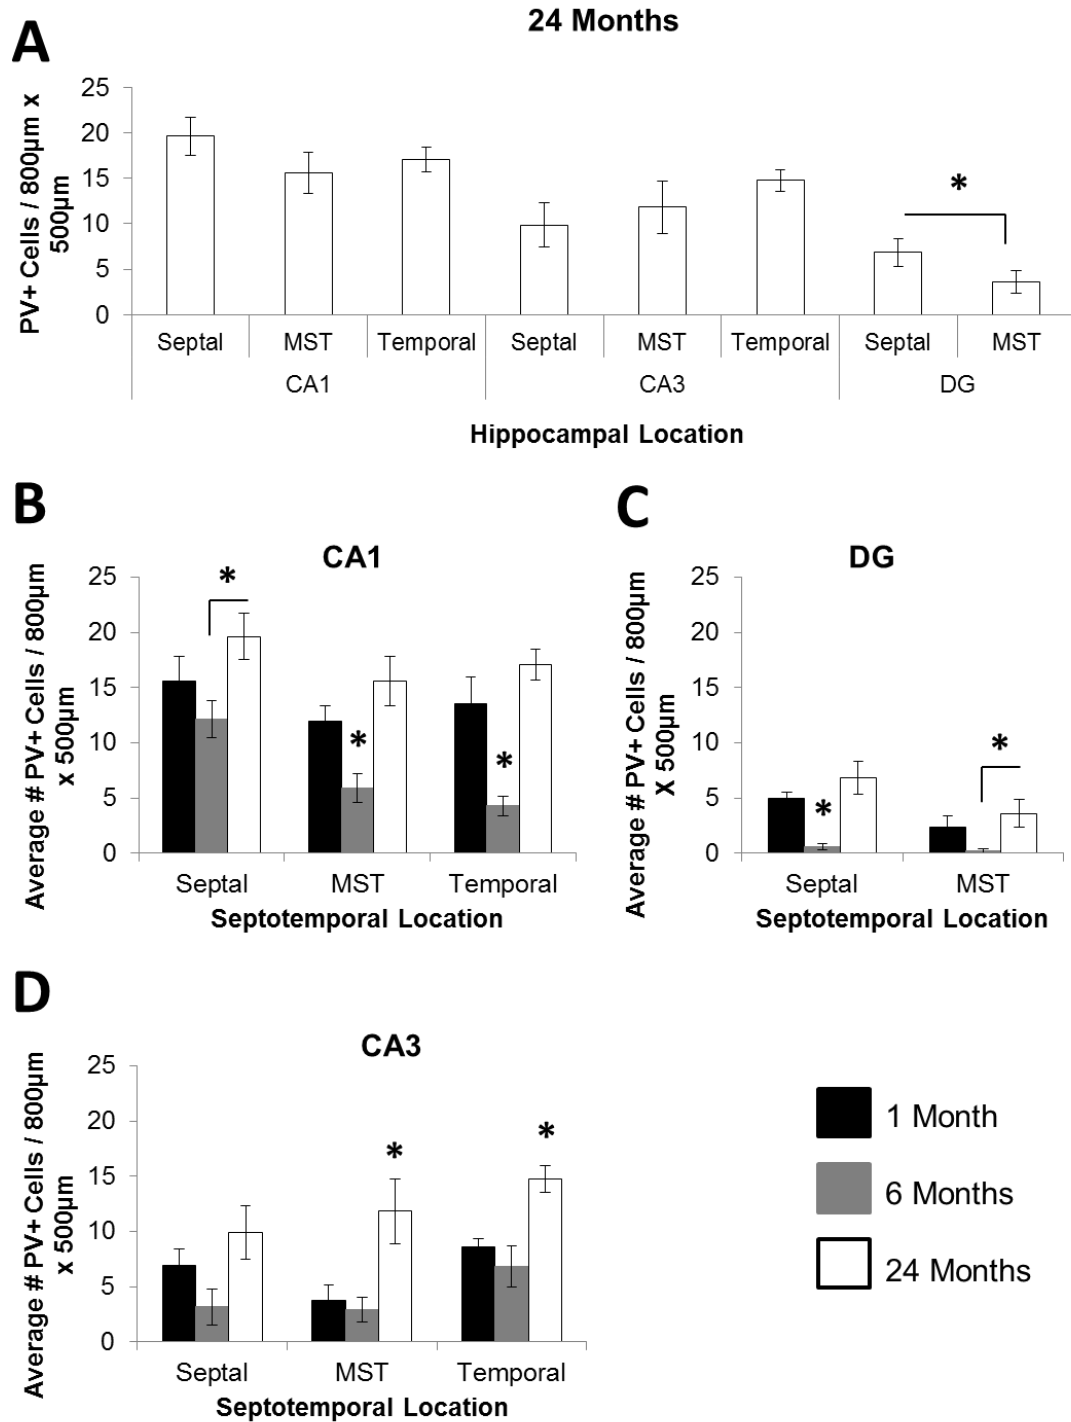 24 Months
A
PV+ Cells / 800µm x
500µm
25
20
15
10
5
0
*
Septal MST Temporal Septal MST Temporal Septal MST
CA1 CA3 DG
Hippocampal Location
B
CA1
Average # PV+ Cells / 800µm
x 500µm
25
20
15
10
5
0
*
*
*
Septal MST Temporal
Septotemporal Location
C
DG
Average # PV+ Cells / 800µm
X 500µm
25
20
15
10
5
0
*
*
Septal MST
Septotemporal Location
D
CA3
Average # PV+ Cells / 800µm
x 500µm
25
20
15
10
5
0
*
*
Septal MST Temporal
Septotemporal Location
1 Month
6 Months
24 Months